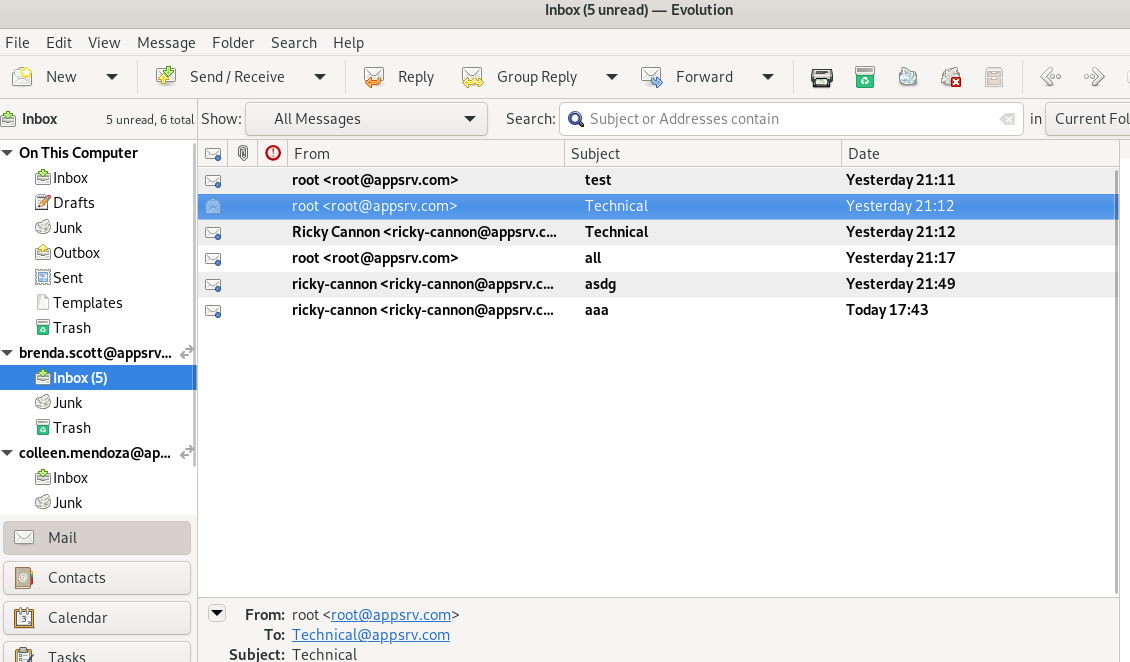 Inbox (5 unread) — Evolution
File Edit View Message Folder Search Help
New Send / Receive Reply Group Reply Forward
Inbox 5 unread, 6 total Show: All Messages Search: Subject or Addresses contain in Current Fol
On This Computer
Inbox
Drafts
Junk
Outbox
Sent
Templates
Trash
brenda.scott@appsrv...
Inbox (5)
Junk
Trash
colleen.mendoza@ap...
Inbox
Junk
Mail
Contacts
Calendar
Tasks
From Subject Date
root <root@appsrv.com> test Yesterday 21:11
root <root@appsrv.com> Technical Yesterday 21:12
Ricky Cannon <ricky-cannon@appsrv.c... Technical Yesterday 21:12
root <root@appsrv.com> all Yesterday 21:17
ricky-cannon <ricky-cannon@appsrv.c... asdg Yesterday 21:49
ricky-cannon <ricky-cannon@appsrv.c... aaa Today 17:43
From: root <root@appsrv.com>
To: Technical@appsrv.com
Subject: Technical